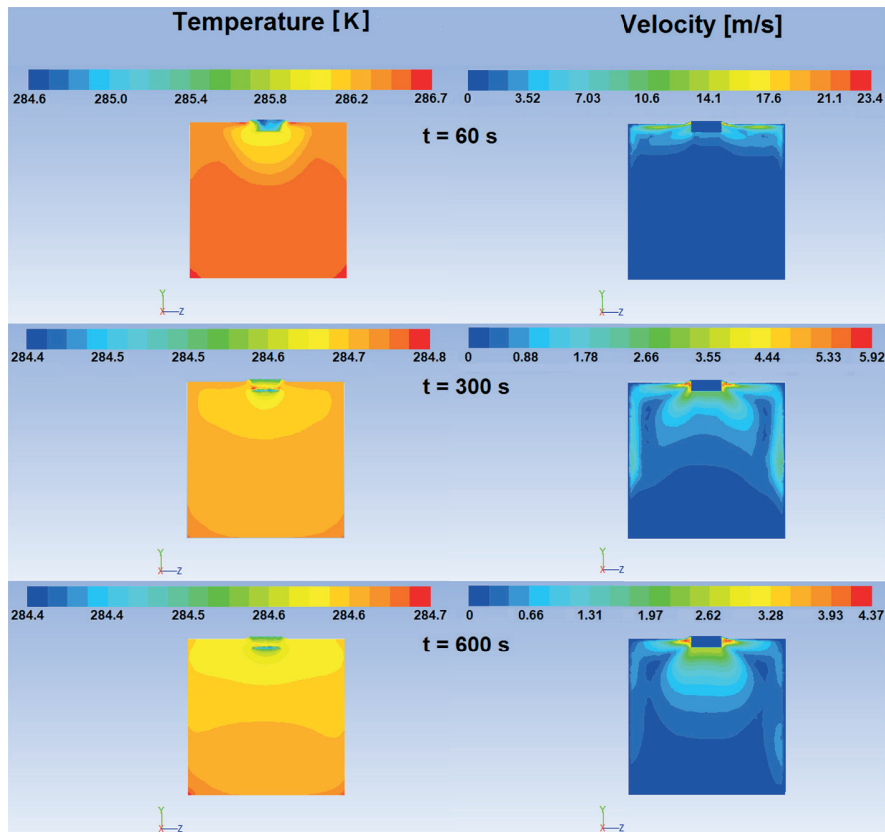 Temperature [K]
Velocity [m/s]
284.6 285.0 285.4 285.8 286.2 286.7
0 3.52 7.03 10.6 14.1 17.6 21.1 23.4
t = 60 s
Y
X Z
Y
X Z
284.4 284.5 284.5 284.6 284.7 284.8
0 0.88 1.78 2.66 3.55 4.44 5.33 5.92
t = 300 s
Y
X Z
Y
X Z
284.4 284.4 284.5 284.6 284.6 284.7
0 0.66 1.31 1.97 2.62 3.28 3.93 4.37
t = 600 s
Y
X Z
Y
X Z